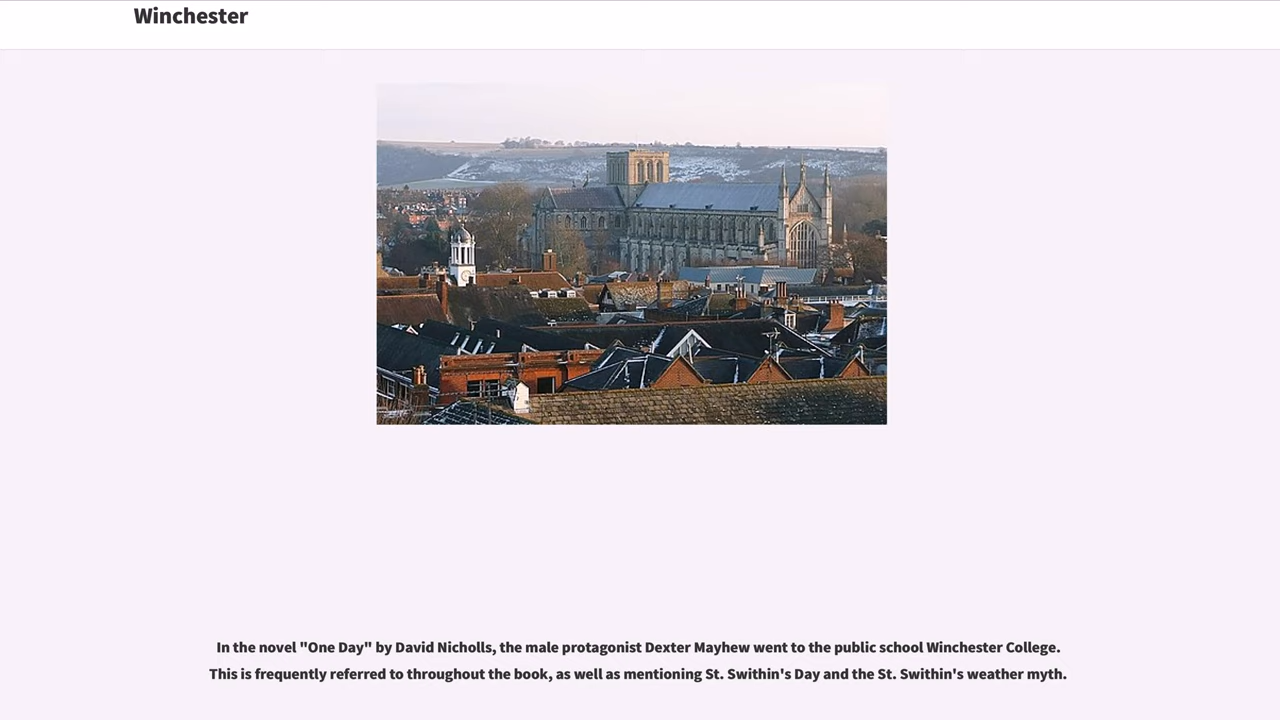 Winchester
In the novel "One Day" by David Nicholls, the male protagonist Dexter Mayhew went to the public school Winchester College.
This is frequently referred to throughout the book, as well as mentioning St. Swithin's Day and the St. Swithin's weather myth.